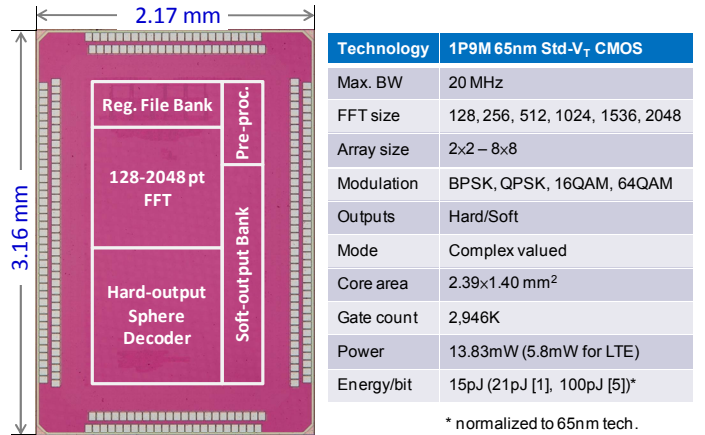 2.17 mm
3.16 mm
Reg. File Bank
Pre-proc.
128-2048 pt
FFT
Hard-output
Sphere
Decoder
Soft-output Bank
Technology 1P9M 65nm Std-VT CMOS
Max. BW 20 MHz
FFT size 128, 256, 512, 1024, 1536, 2048
Array size 2×2 – 8×8
Modulation BPSK, QPSK, 16QAM, 64QAM
Outputs Hard/Soft
Mode Complex valued
Core area 2.39×1.40 mm²
Gate count 2,946K
Power 13.83mW (5.8mW for LTE)
Energy/bit 15pJ (21pJ [1], 100pJ [5])*
* normalized to 65nm tech.